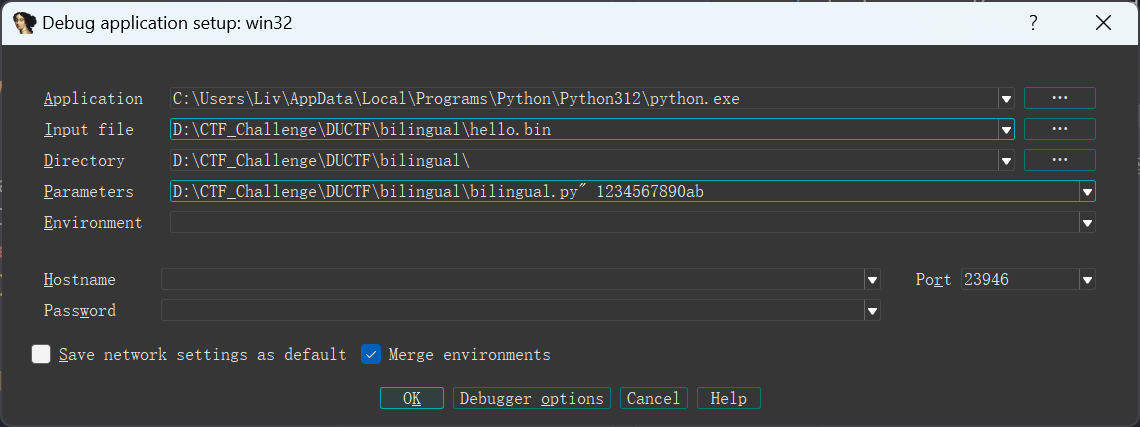 Debug application setup: win32 ?
Application C:\Users\Liv\AppData\Local\Programs\Python\Python312\python.exe ...
Input file D:\CTF_Challenge\DUCTF\bilingual\hello.bin ...
Directory D:\CTF_Challenge\DUCTF\bilingual\ ...
Parameters D:\CTF_Challenge\DUCTF\bilingual\bilingual.py" 1234567890ab
Environment
Hostname Port 23946
Password
Save network settings as default Merge environments
OK Debugger options Cancel Help